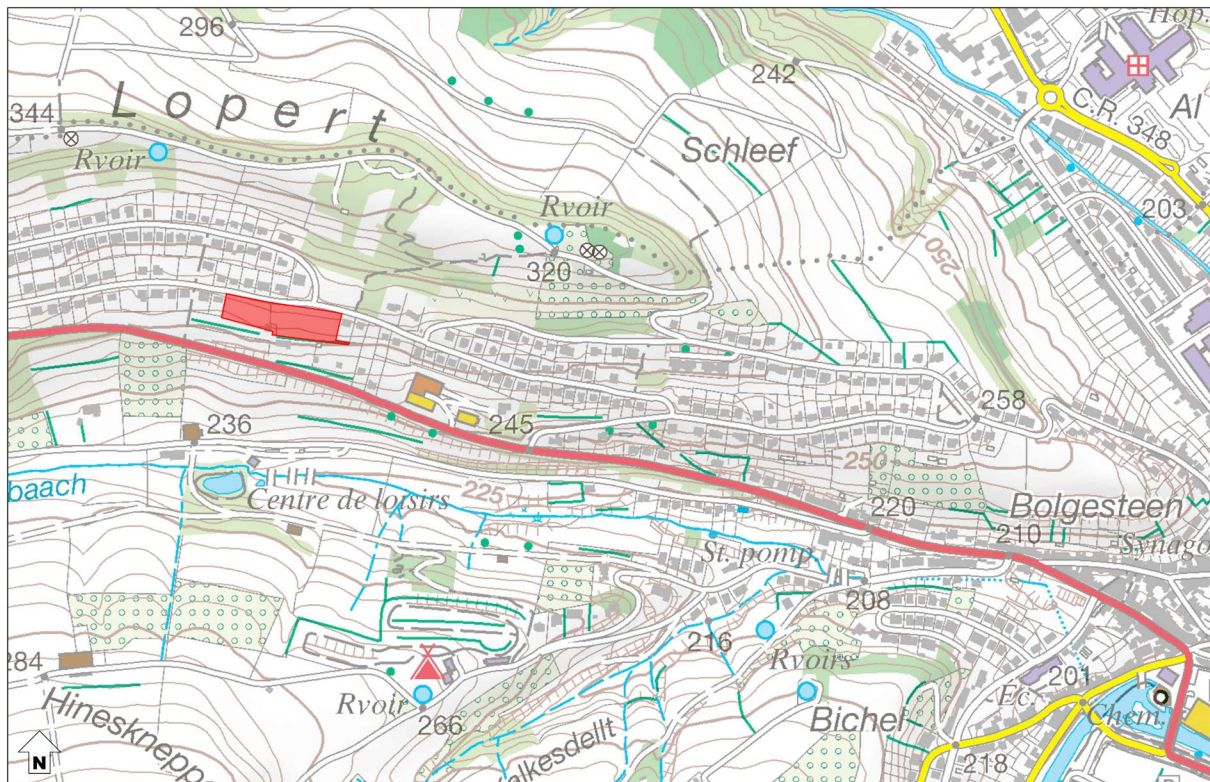 296
Hop.
242
344
Lopert
Al
C.R. 348
Rvoir
Schleef
Rvoir
203
250
320
258
236
245
250
baach
Centre de loisirs
225
220
Bolgesteen
210
St. pomp.
Synago
208
216
284
Rvoirs
201
Rvoir
Ec.
266
Bichel
Chem.
Hinesknepp
alkesdellt
218
N